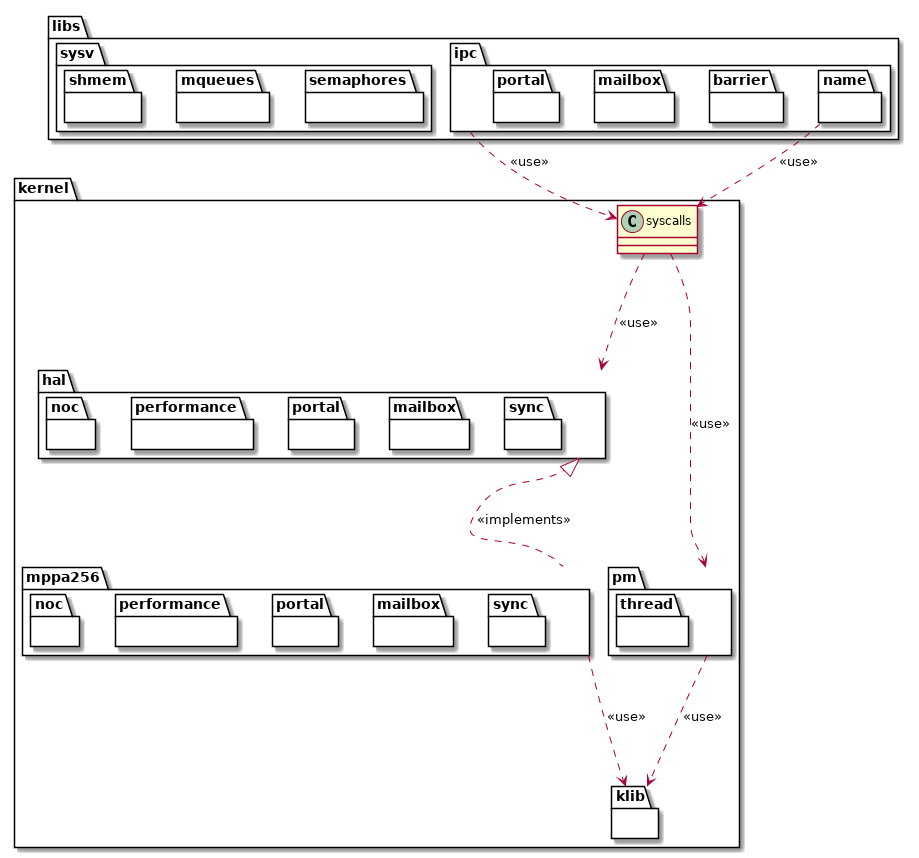 libs
sysv
ipc
shmem
mqueues
semaphores
portal
mailbox
barrier
name
«use»
«use»
kernel
C
syscalls
«use»
hal
noc
performance
portal
mailbox
sync
«use»
«implements»
mppa256
pm
noc
performance
portal
mailbox
sync
thread
«use»
«use»
klib